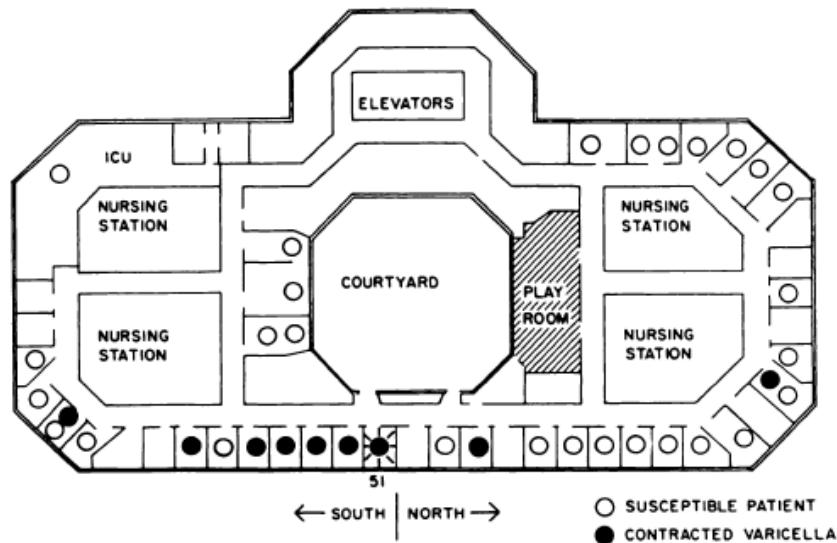 ELEVATORS
ICU
NURSING
STATION
NURSING
STATION
COURTYARD
PLAY
ROOM
NURSING
STATION
NURSING
STATION
51
← SOUTH | NORTH →
SUSCEPTIBLE PATIENT
CONTRACTED VARICELLA